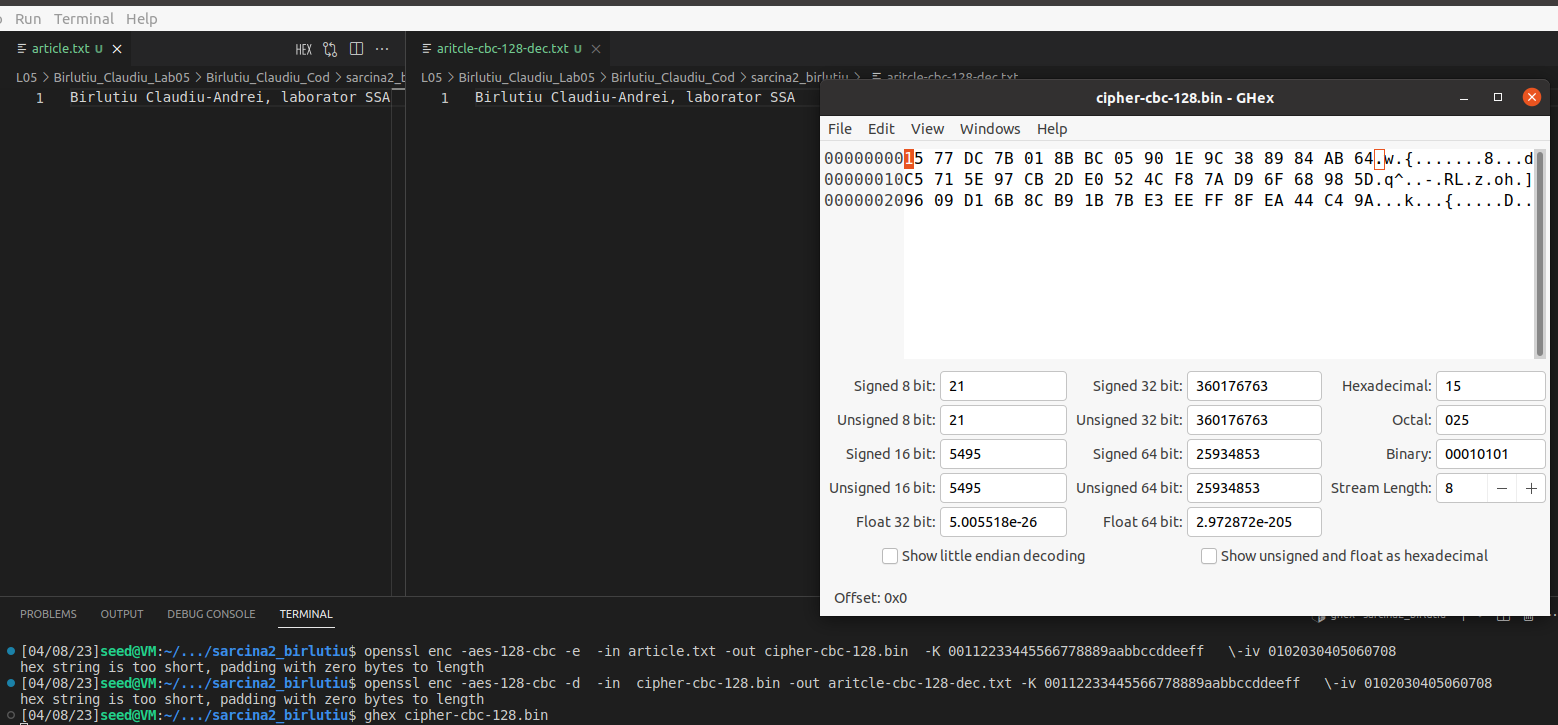 Run Terminal Help
article.txt U
HEX
aritcle-cbc-128-dec.txt U
L05 > Birlutiu_Claudiu_Lab05 > Birlutiu_Claudiu_Cod > sarcina2_b
L05 > Birlutiu_Claudiu_Lab05 > Birlutiu_Claudiu_Cod > sarcina2_birlutiu > aritcle-cbc-128-dec.txt
1 Birlutiu Claudiu-Andrei, laborator SSA
1 Birlutiu Claudiu-Andrei, laborator SSA
cipher-cbc-128.bin - GHex
File Edit View Windows Help
00000000 15 77 DC 7B 01 8B BC 05 90 1E 9C 38 89 84 AB 64 .w.{.......8...d
00000010 C5 71 5E 97 CB 2D E0 52 4C F8 7A D9 6F 68 98 5D .q^..-.RL.z.oh.]
00000020 96 09 D1 6B 8C B9 1B 7B E3 EE FF 8F EA 44 C4 9A ...k...{.....D..
Signed 8 bit: 21 Signed 32 bit: 360176763 Hexadecimal: 15
Unsigned 8 bit: 21 Unsigned 32 bit: 360176763 Octal: 025
Signed 16 bit: 5495 Signed 64 bit: 25934853 Binary: 00010101
Unsigned 16 bit: 5495 Unsigned 64 bit: 25934853 Stream Length: 8 − +
Float 32 bit: 5.005518e-26 Float 64 bit: 2.972872e-205
Show little endian decoding Show unsigned and float as hexadecimal
Offset: 0x0
PROBLEMS OUTPUT DEBUG CONSOLE TERMINAL
ghex - sarcina2_birlutiu
[04/08/23]seed@VM:~/.../sarcina2_birlutiu$ openssl enc -aes-128-cbc -e  -in article.txt -out cipher-cbc-128.bin  -K 00112233445566778889aabbccddeeff   \-iv 0102030405060708
hex string is too short, padding with zero bytes to length
[04/08/23]seed@VM:~/.../sarcina2_birlutiu$ openssl enc -aes-128-cbc -d  -in  cipher-cbc-128.bin -out aritcle-cbc-128-dec.txt -K 00112233445566778889aabbccddeeff   \-iv 0102030405060708
hex string is too short, padding with zero bytes to length
[04/08/23]seed@VM:~/.../sarcina2_birlutiu$ ghex cipher-cbc-128.bin